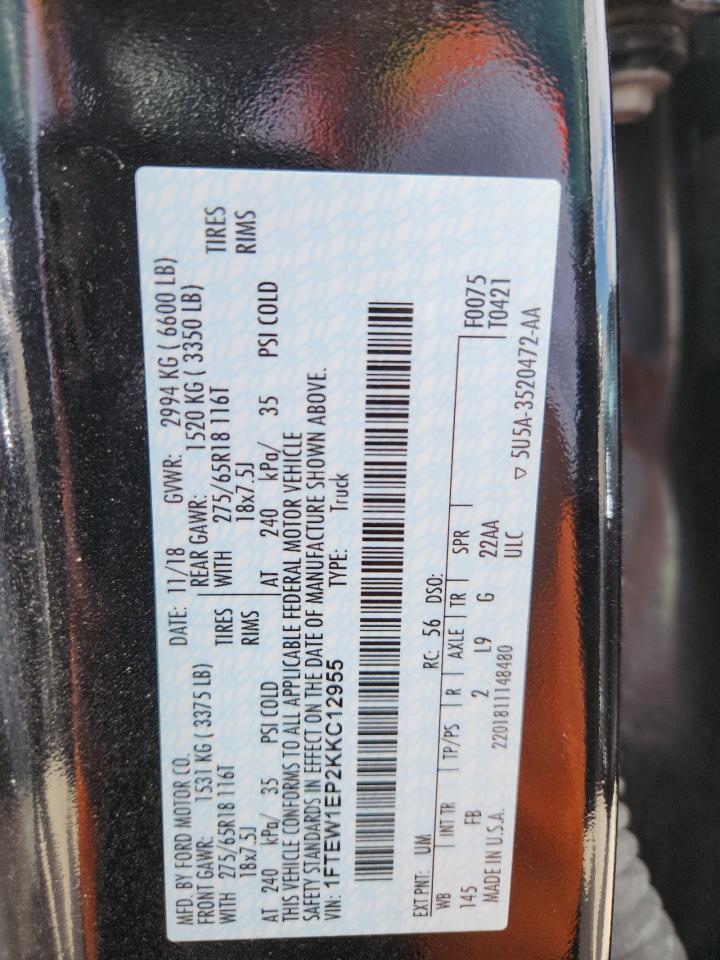 MFD. BY FORD MOTOR CO. DATE: 11/18 GVWR: 2994 KG ( 6600 LB)
FRONT GAWR: 1531 KG ( 3375 LB) REAR GAWR: 1520 KG ( 3350 LB)
WITH 275/65R18 116T TIRES WITH 275/65R18 116T TIRES
18x7.5J RIMS 18x7.5J RIMS
AT 240 kPa/ 35 PSI COLD AT 240 kPa/ 35 PSI COLD
THIS VEHICLE CONFORMS TO ALL APPLICABLE FEDERAL MOTOR VEHICLE
SAFETY STANDARDS IN EFFECT ON THE DATE OF MANUFACTURE SHOWN ABOVE.
VIN: 1FTEW1EP2KKC12955 TYPE: Truck
EXT PNT: UM RC: 56 DSO:
WB INT TR TP/PS R AXLE TR SPR F0075
145 FB 2 L9 G 22AA T0421
ULC
MADE IN U.S.A. 2201811148480 ▽ 5U5A-3520472-AA